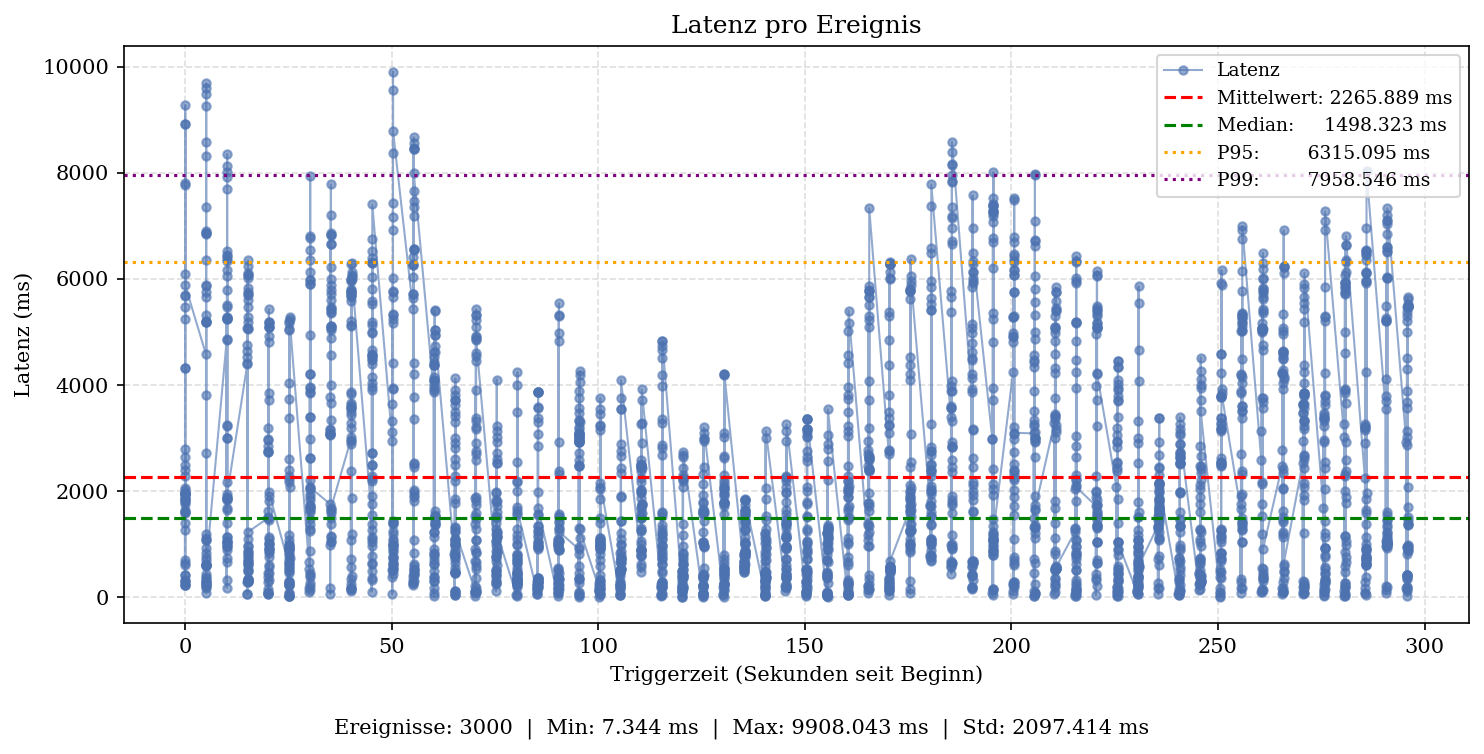 Latenz pro Ereignis
Latenz (ms)
10000
8000
6000
4000
2000
0
Latenz
Mittelwert: 2265.889 ms
Median: 1498.323 ms
P95: 6315.095 ms
P99: 7958.546 ms
0 50 100 150 200 250 300
Triggerzeit (Sekunden seit Beginn)
Ereignisse: 3000 | Min: 7.344 ms | Max: 9908.043 ms | Std: 2097.414 ms